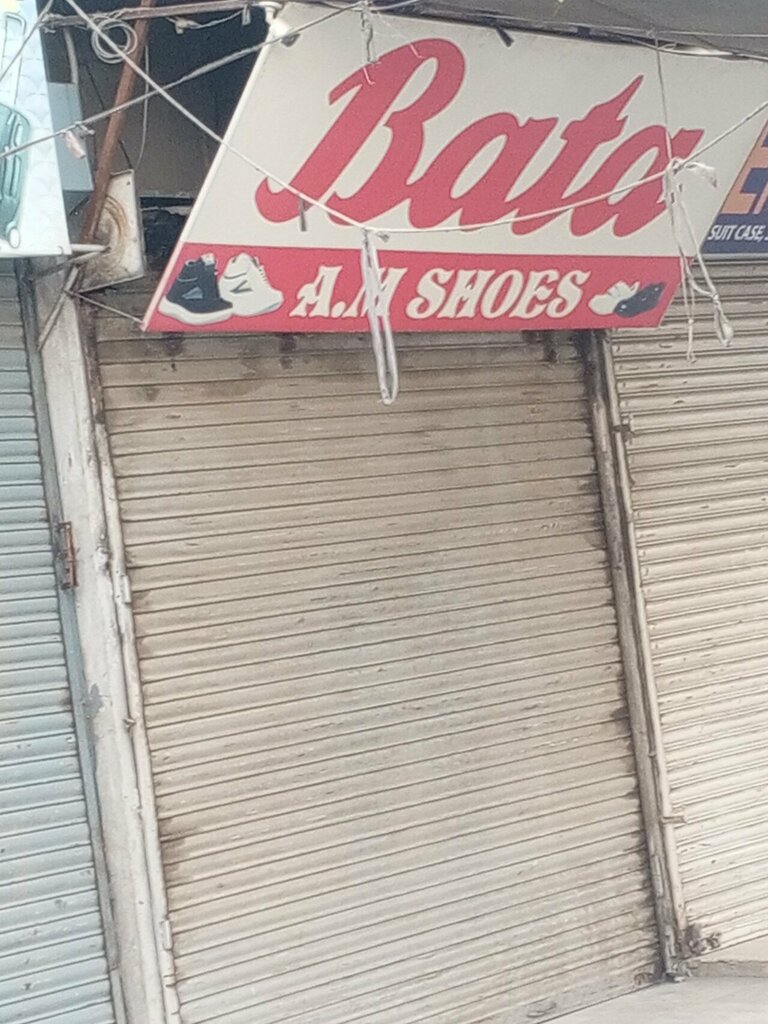 Bata
A.M SHOES
SUIT CASE,